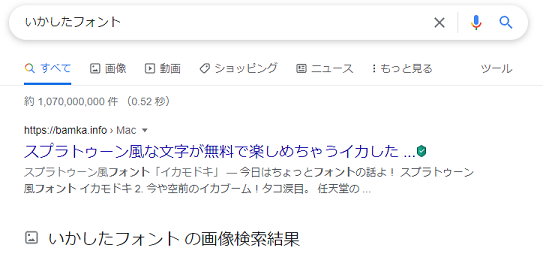 いかしたフォント
すべて 画像 動画 ショッピング ニュース もっと見る ツール
約 1,070,000,000 件 （0.52 秒）
https://bamka.info › Mac
スプラトゥーン風な文字が無料で楽しめちゃうイカした ...
スプラトゥーン風フォント「イカモドキ」 — 今日はちょっとフォントの話よ！ スプラトゥーン
風フォント イカモドキ 2. 今や空前のイカブーム！タコ涙目。 任天堂の ...
いかしたフォント の画像検索結果